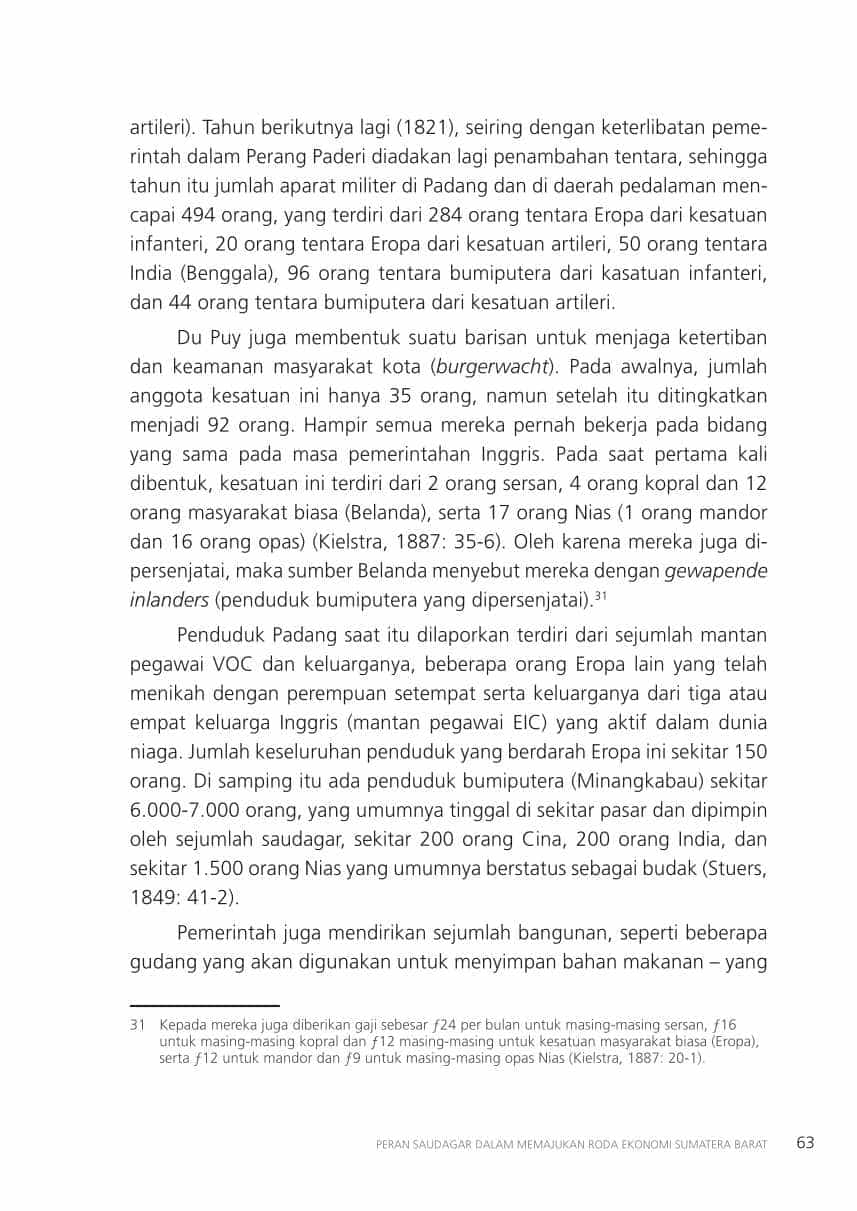 artileri). Tahun berikutnya lagi (1821), seiring dengan keterlibatan peme-
rintah dalam Perang Paderi diadakan lagi penambahan tentara, sehingga
tahun itu jumlah aparat militer di Padang dan di daerah pedalaman men-
capai 494 orang, yang terdiri dari 284 orang tentara Eropa dari kesatuan
infanteri, 20 orang tentara Eropa dari kesatuan artileri, 50 orang tentara
India (Benggala), 96 orang tentara bumiputera dari kasatuan infanteri,
dan 44 orang tentara bumiputera dari kesatuan artileri.
Du Puy juga membentuk suatu barisan untuk menjaga ketertiban
dan keamanan masyarakat kota (burgerwacht). Pada awalnya, jumlah
anggota kesatuan ini hanya 35 orang, namun setelah itu ditingkatkan
menjadi 92 orang. Hampir semua mereka pernah bekerja pada bidang
yang sama pada masa pemerintahan Inggris. Pada saat pertama kali
dibentuk, kesatuan ini terdiri dari 2 orang sersan, 4 orang kopral dan 12
orang masyarakat biasa (Belanda), serta 17 orang Nias (1 orang mandor
dan 16 orang opas) (Kielstra, 1887: 35-6). Oleh karena mereka juga di-
persenjatai, maka sumber Belanda menyebut mereka dengan gewapende
inlanders (penduduk bumiputera yang dipersenjatai).31
Penduduk Padang saat itu dilaporkan terdiri dari sejumlah mantan
pegawai VOC dan keluarganya, beberapa orang Eropa lain yang telah
menikah dengan perempuan setempat serta keluarganya dari tiga atau
empat keluarga Inggris (mantan pegawai EIC) yang aktif dalam dunia
niaga. Jumlah keseluruhan penduduk yang berdarah Eropa ini sekitar 150
orang. Di samping itu ada penduduk bumiputera (Minangkabau) sekitar
6.000-7.000 orang, yang umumnya tinggal di sekitar pasar dan dipimpin
oleh sejumlah saudagar, sekitar 200 orang Cina, 200 orang India, dan
sekitar 1.500 orang Nias yang umumnya berstatus sebagai budak (Stuers,
1849: 41-2).
Pemerintah juga mendirikan sejumlah bangunan, seperti beberapa
gudang yang akan digunakan untuk menyimpan bahan makanan – yang
31 Kepada mereka juga diberikan gaji sebesar ƒ24 per bulan untuk masing-masing sersan, ƒ16
untuk masing-masing kopral dan ƒ12 masing-masing untuk kesatuan masyarakat biasa (Eropa),
serta ƒ12 untuk mandor dan ƒ9 untuk masing-masing opas Nias (Kielstra, 1887: 20-1).
PERAN SAUDAGAR DALAM MEMAJUKAN RODA EKONOMI SUMATERA BARAT 63